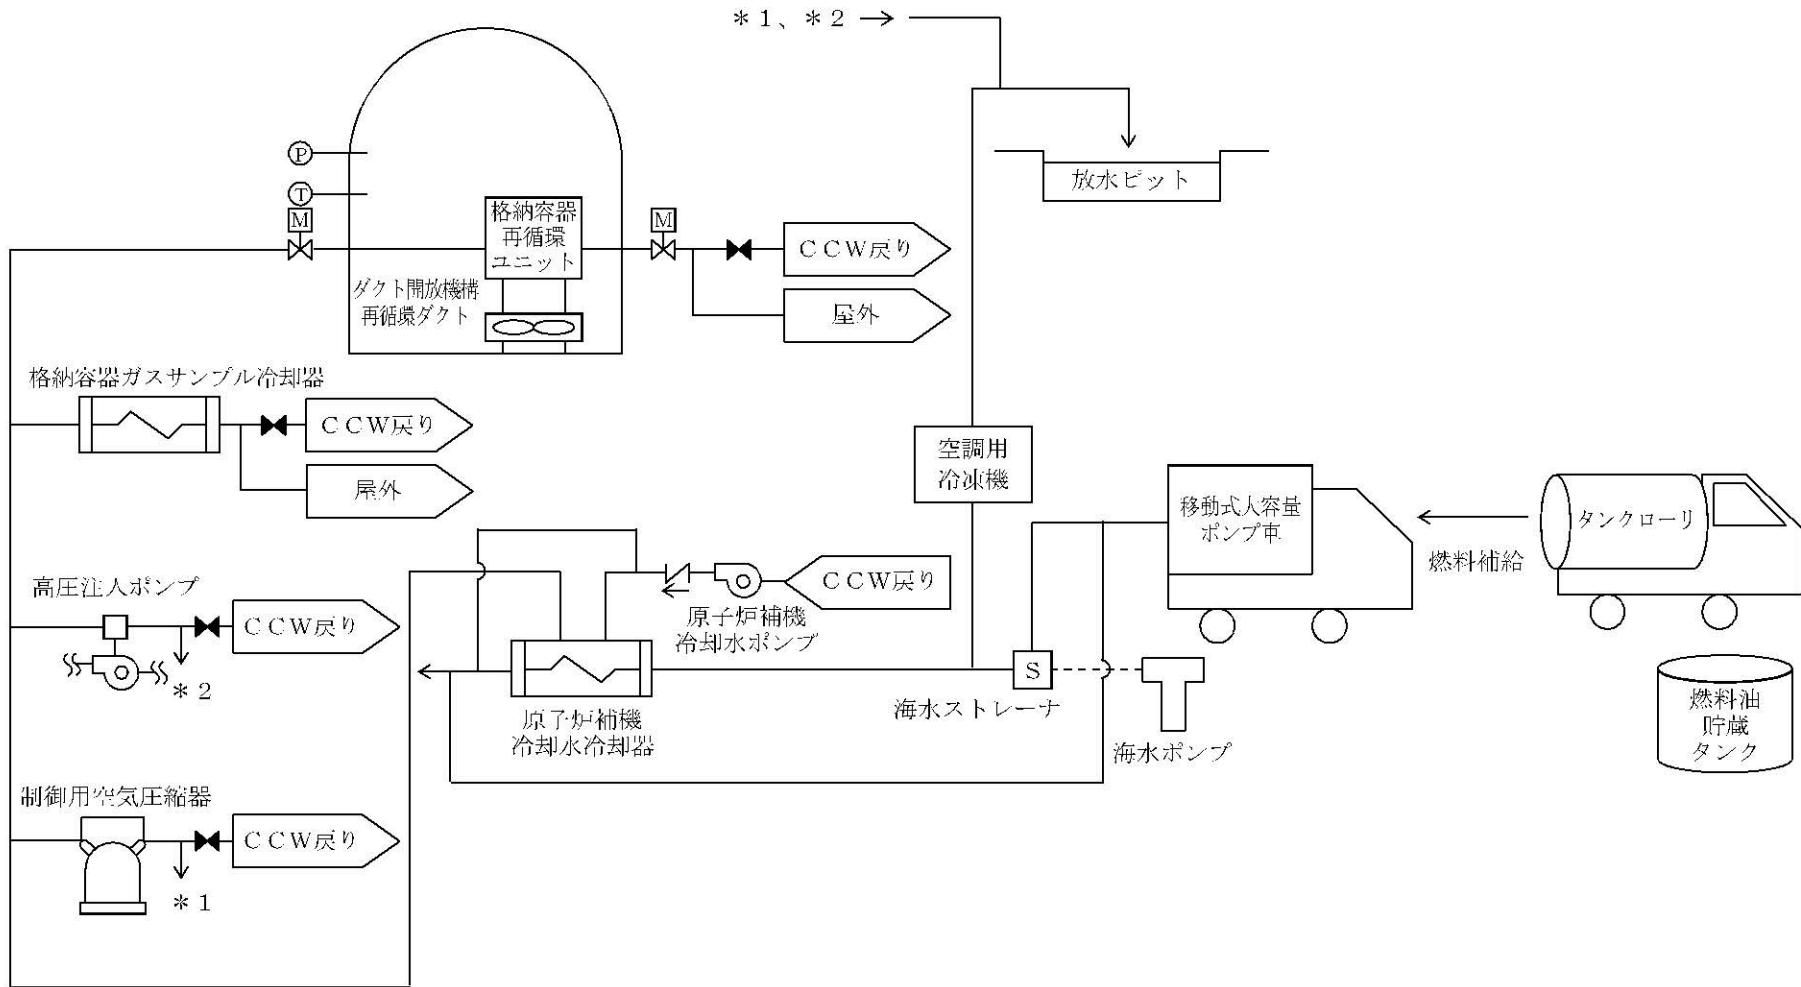 ＊１、＊２
放水ピット
P
T
M
M
格納容器
再循環
ユニット
ＣＣＷ戻り
屋外
ダクト開放機構
再循環ダクト
格納容器ガスサンプル冷却器
ＣＣＷ戻り
屋外
空調用
冷凍機
移動式大容量
ポンプ車
タンクローリ
燃料補給
高圧注入ポンプ
ＣＣＷ戻り
＊２
ＣＣＷ戻り
原子炉補機
冷却水ポンプ
S
海水ストレーナ
海水ポンプ
燃料油
貯蔵
タンク
原子炉補機
冷却水冷却器
制御用空気圧縮器
ＣＣＷ戻り
＊１